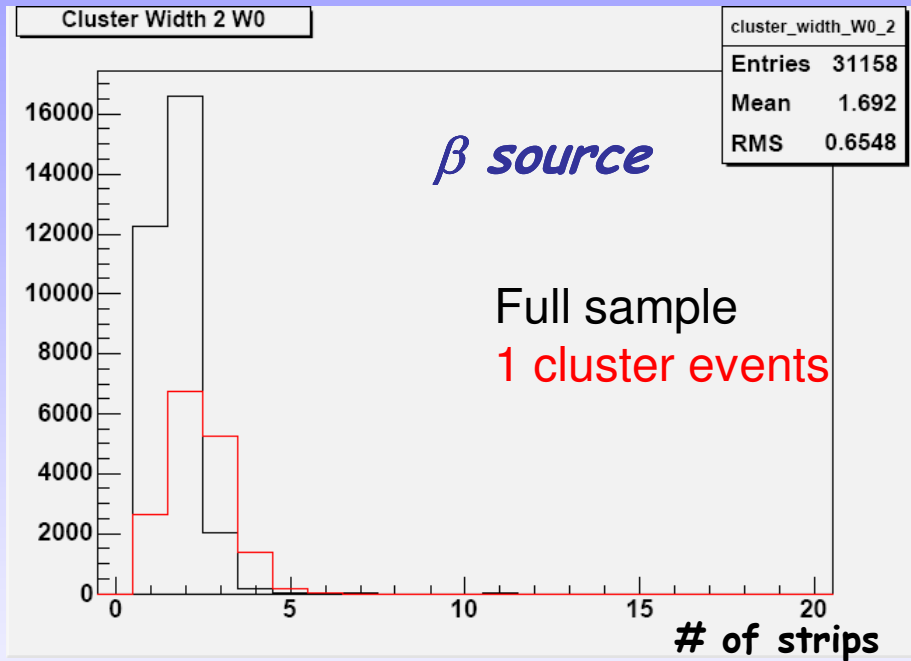 Cluster Width 2 W0
cluster_width_W0_2
Entries 31158
Mean 1.692
RMS 0.6548
β source
Full sample
1 cluster events
16000
14000
12000
10000
8000
6000
4000
2000
0
0 5 10 15 20
# of strips